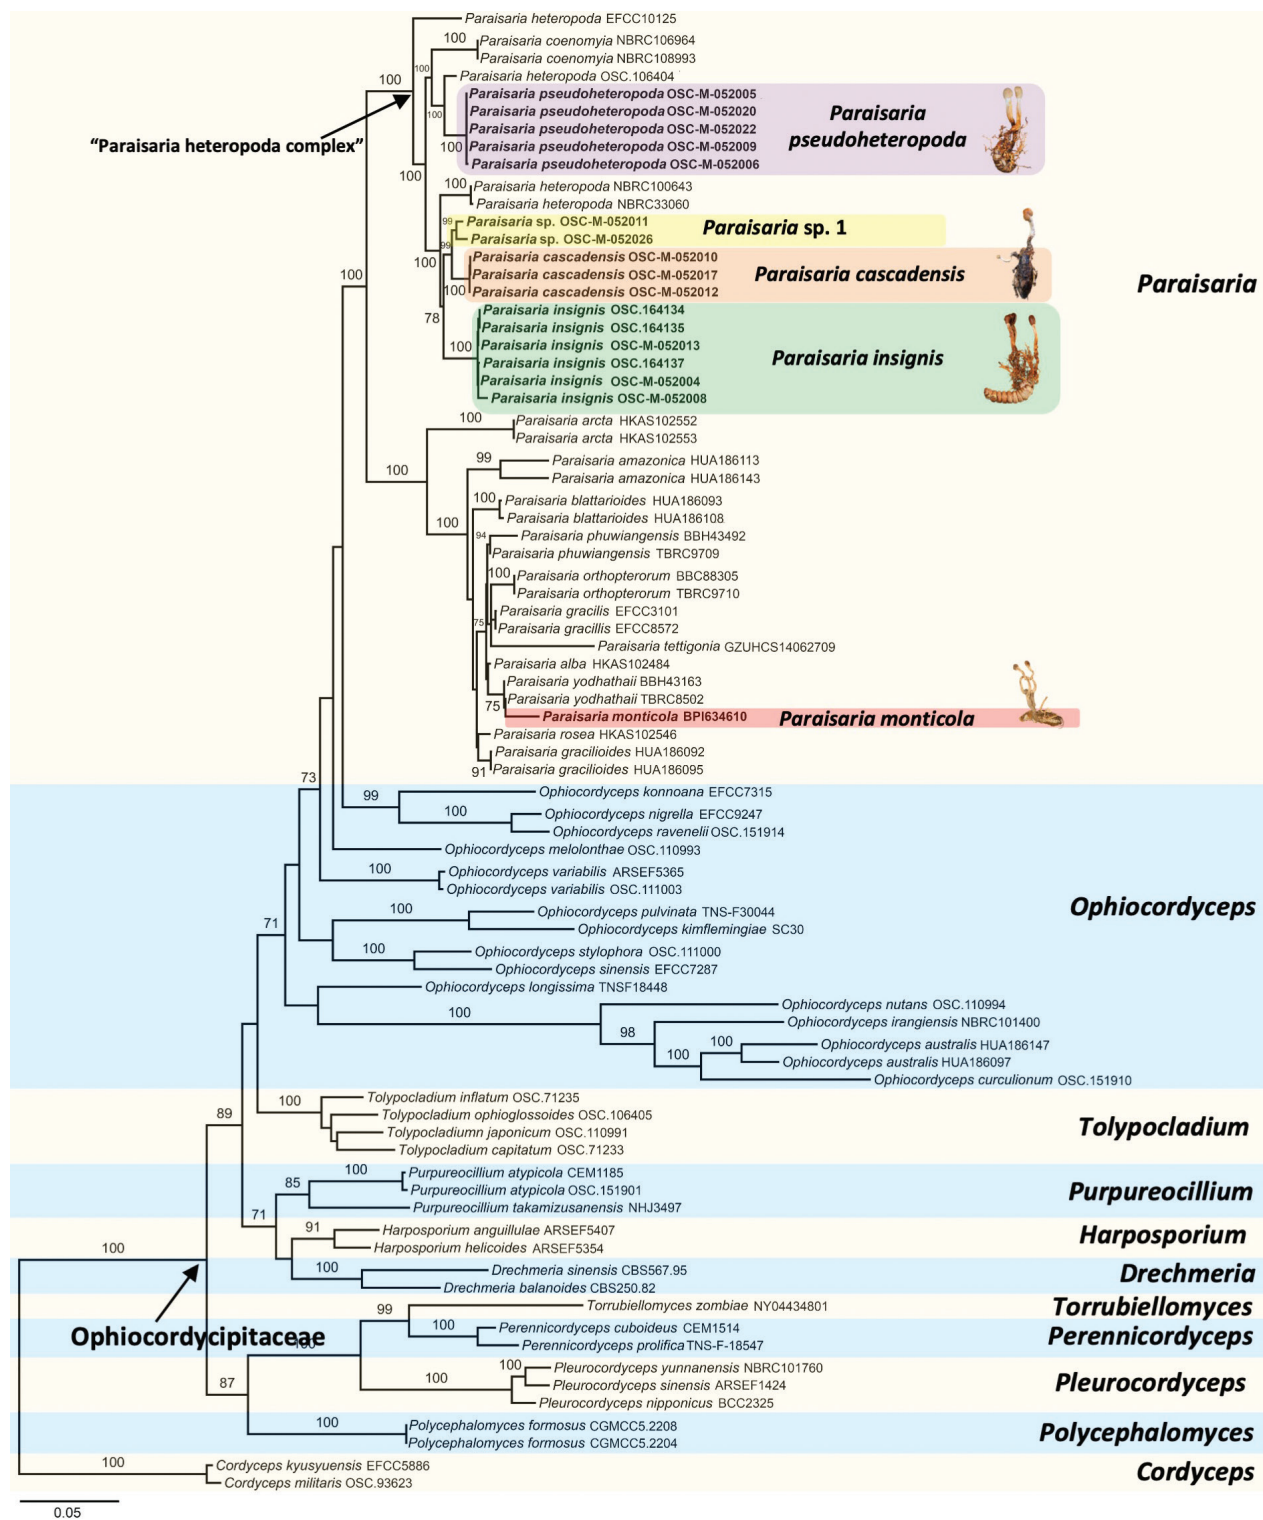 Paraisaria heteropoda EFCC10125
100
Paraisaria coenomyia NBRC106964
Paraisaria coenomyia NBRC108993
100
100
Paraisaria heteropoda OSC.106404
Paraisaria pseudoheteropoda OSC-M-052005
100
Paraisaria pseudoheteropoda OSC-M-052020
Paraisaria pseudoheteropoda OSC-M-052022
Paraisaria pseudoheteropoda OSC-M-052009
100
Paraisaria pseudoheteropoda OSC-M-052006
Paraisaria
pseudoheteropoda
"Paraisaria heteropoda complex"
100
100
Paraisaria heteropoda NBRC100643
Paraisaria heteropoda NBRC33060
99
Paraisaria sp. OSC-M-052011
Paraisaria sp. OSC-M-052026
Paraisaria sp. 1
99
100
Paraisaria cascadensis OSC-M-052010
Paraisaria cascadensis OSC-M-052017
Paraisaria cascadensis OSC-M-052012
100
Paraisaria cascadensis
100
Paraisaria
78
Paraisaria insignis OSC.164134
Paraisaria insignis OSC.164135
Paraisaria insignis OSC-M-052013
100
Paraisaria insignis OSC.164137
Paraisaria insignis OSC-M-052004
Paraisaria insignis OSC-M-052008
Paraisaria insignis
100
Paraisaria arcta HKAS102552
Paraisaria arcta HKAS102553
100
99
Paraisaria amazonica HUA186113
Paraisaria amazonica HUA186143
100
100
Paraisaria blattarioides HUA186093
Paraisaria blattarioides HUA186108
94
Paraisaria phuwiangensis BBH43492
Paraisaria phuwiangensis TBRC9709
100
Paraisaria orthopterorum BBC88305
Paraisaria orthopterorum TBRC9710
Paraisaria gracilis EFCC3101
75
Paraisaria gracillis EFCC8572
Paraisaria tettigonia GZUHCS14062709
Paraisaria alba HKAS102484
Paraisaria yodhathaii BBH43163
Paraisaria yodhathaii TBRC8502
75
Paraisaria monticola BPI634610
Paraisaria monticola
Paraisaria rosea HKAS102546
Paraisaria gracilioides HUA186092
91
Paraisaria gracilioides HUA186095
73
99
Ophiocordyceps konnoana EFCC7315
100
Ophiocordyceps nigrella EFCC9247
Ophiocordyceps ravenelii OSC.151914
Ophiocordyceps melolonthae OSC.110993
100
Ophiocordyceps variabilis ARSEF5365
Ophiocordyceps variabilis OSC.111003
Ophiocordyceps
71
100
Ophiocordyceps pulvinata TNS-F30044
Ophiocordyceps kimflemingiae SC30
100
Ophiocordyceps stylophora OSC.111000
Ophiocordyceps sinensis EFCC7287
Ophiocordyceps longissima TNSF18448
100
Ophiocordyceps nutans OSC.110994
98
Ophiocordyceps irangiensis NBRC101400
100
100
Ophiocordyceps australis HUA186147
Ophiocordyceps australis HUA186097
Ophiocordyceps curculionum OSC.151910
89
100
Tolypocladium inflatum OSC.71235
Tolypocladium ophioglossoides OSC.106405
Tolypocladiumn japonicum OSC.110991
Tolypocladium capitatum OSC.71233
Tolypocladium
85
100
Purpureocillium atypicola CEM1185
Purpureocillium atypicola OSC.151901
Purpureocillium takamizusanensis NHJ3497
Purpureocillium
71
91
Harposporium anguillulae ARSEF5407
Harposporium helicoides ARSEF5354
Harposporium
100
100
Drechmeria sinensis CBS567.95
Drechmeria balanoides CBS250.82
Drechmeria
99
Torrubiellomyces zombiae NY04434801
Torrubiellomyces
Ophiocordycipitaceae
100
100
Perennicordyceps cuboideus CEM1514
Perennicordyceps prolifica TNS-F-18547
Perennicordyceps
87
100
100
Pleurocordyceps yunnanensis NBRC101760
Pleurocordyceps sinensis ARSEF1424
Pleurocordyceps nipponicus BCC2325
Pleurocordyceps
100
Polycephalomyces formosus CGMCC5.2208
Polycephalomyces formosus CGMCC5.2204
Polycephalomyces
100
Cordyceps kyusyuensis EFCC5886
Cordyceps militaris OSC.93623
Cordyceps
0.05